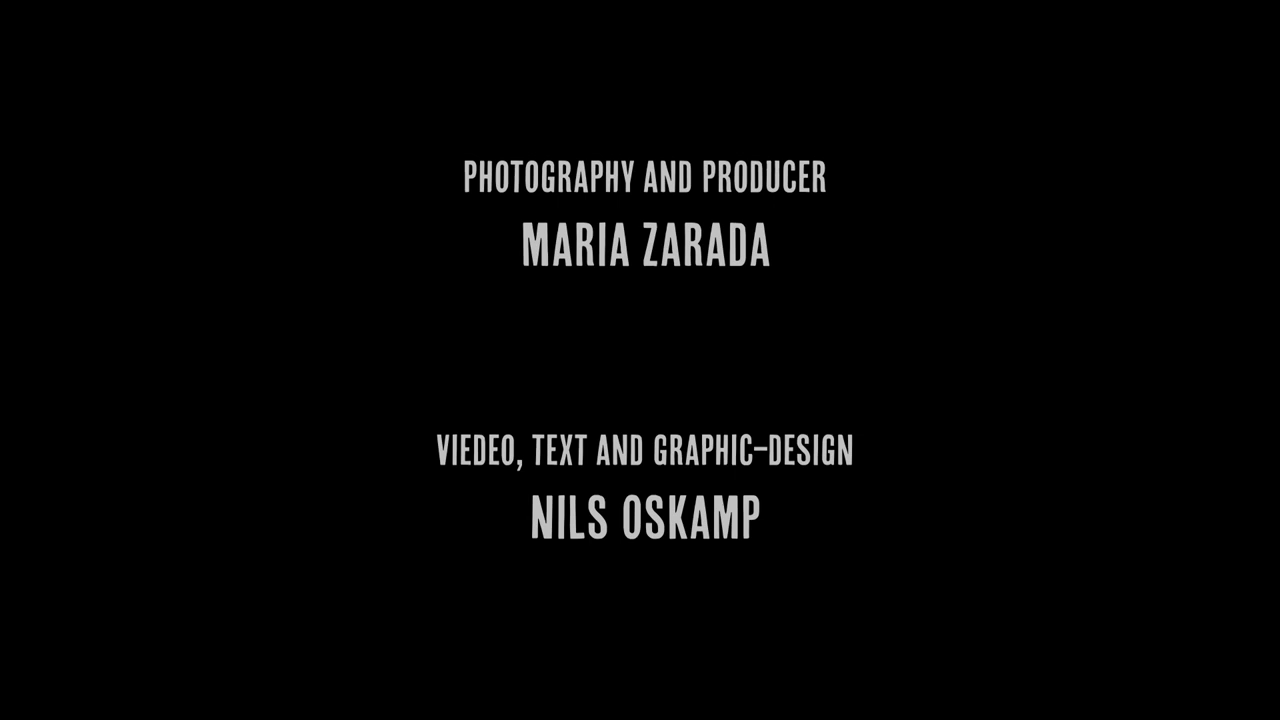 PHOTOGRAPHY AND PRODUCER
MARIA ZARADA
VIEDEO, TEXT AND GRAPHIC–DESIGN
NILS OSKAMP